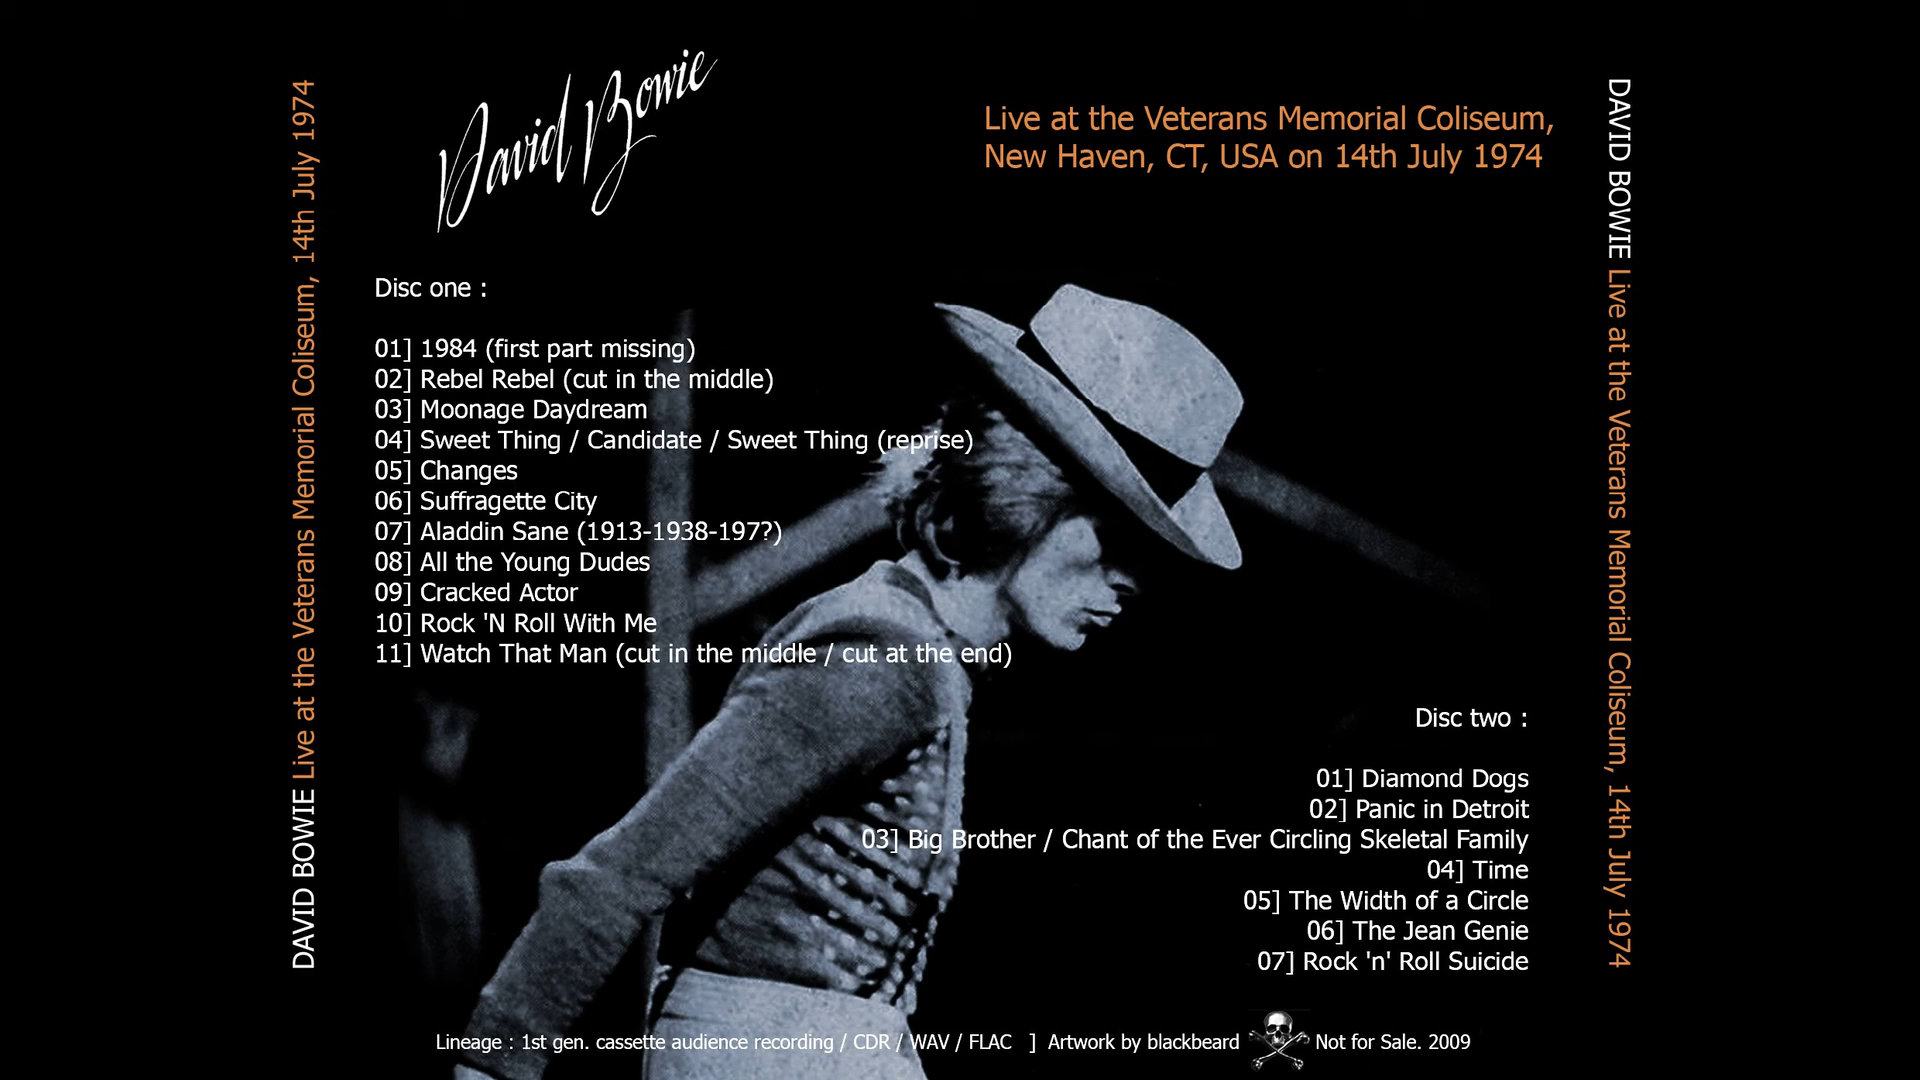 David Bowie
Live at the Veterans Memorial Coliseum,
New Haven, CT, USA on 14th July 1974
DAVID BOWIE Live at the Veterans Memorial Coliseum, 14th July 1974
Disc one :
01] 1984 (first part missing)
02] Rebel Rebel (cut in the middle)
03] Moonage Daydream
04] Sweet Thing / Candidate / Sweet Thing (reprise)
05] Changes
06] Suffragette City
07] Aladdin Sane (1913-1938-197?)
08] All the Young Dudes
09] Cracked Actor
10] Rock 'N Roll With Me
11] Watch That Man (cut in the middle / cut at the end)
Disc two :
01] Diamond Dogs
02] Panic in Detroit
03] Big Brother / Chant of the Ever Circling Skeletal Family
04] Time
05] The Width of a Circle
06] The Jean Genie
07] Rock 'n' Roll Suicide
DAVID BOWIE Live at the Veterans Memorial Coliseum, 14th July 1974
Lineage : 1st gen. cassette audience recording / CDR / WAV / FLAC ] Artwork by blackbeard Not for Sale. 2009